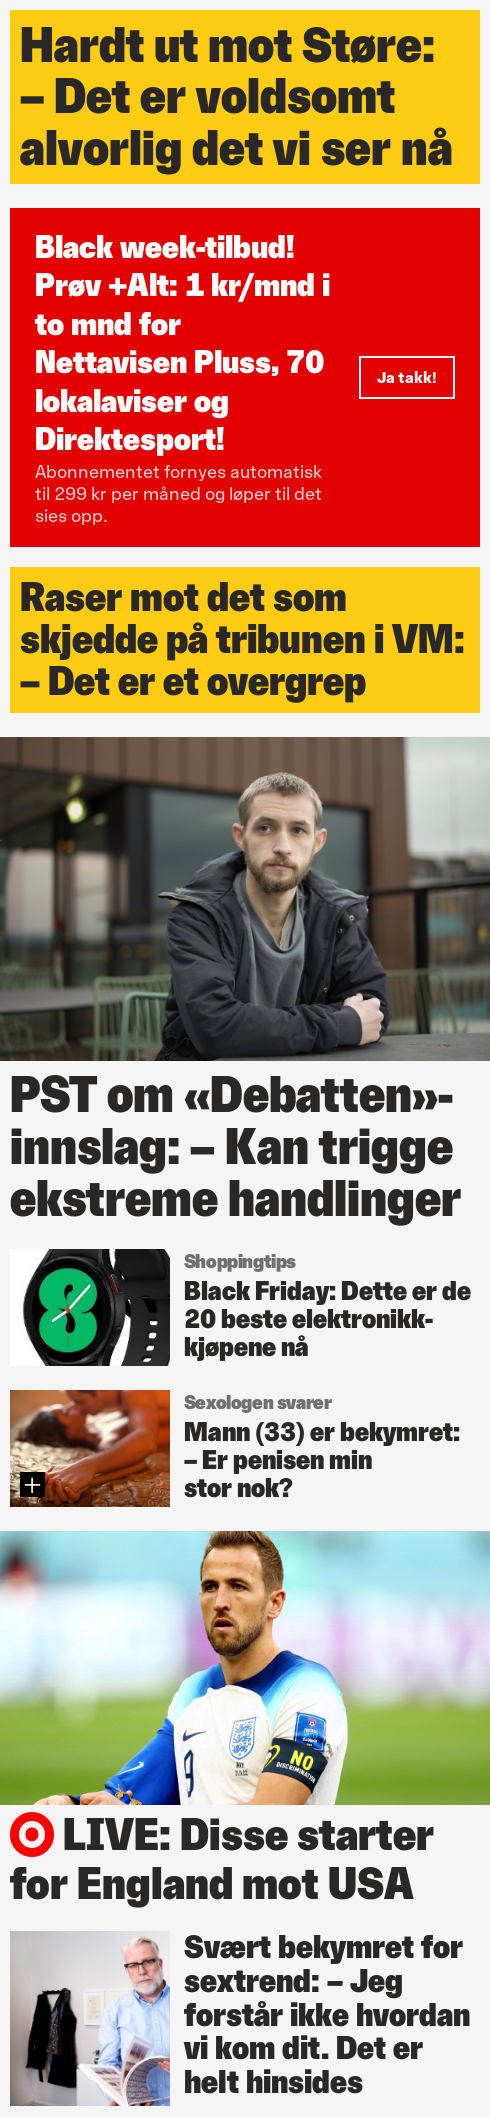 Hardt ut mot Støre:
– Det er voldsomt
alvorlig det vi ser nå
Black week-tilbud!
Prøv +Alt: 1 kr/mnd i
to mnd for
Nettavisen Pluss, 70
lokalaviser og
Direktesport!
Abonnementet fornyes automatisk
til 299 kr per måned og løper til det
sies opp.
Ja takk!
Raser mot det som
skjedde på tribunen i VM:
– Det er et overgrep
PST om «Debatten»-
innslag: – Kan trigge
ekstreme handlinger
8
Shoppingtips
Black Friday: Dette er de
20 beste elektronikk-
kjøpene nå
Sexologen svarer
Mann (33) er bekymret:
– Er penisen min
stor nok?
9
NO
DISCRIMINATION
LIVE: Disse starter
for England mot USA
Svært bekymret for
sextrend: – Jeg
forstår ikke hvordan
vi kom dit. Det er
helt hinsides